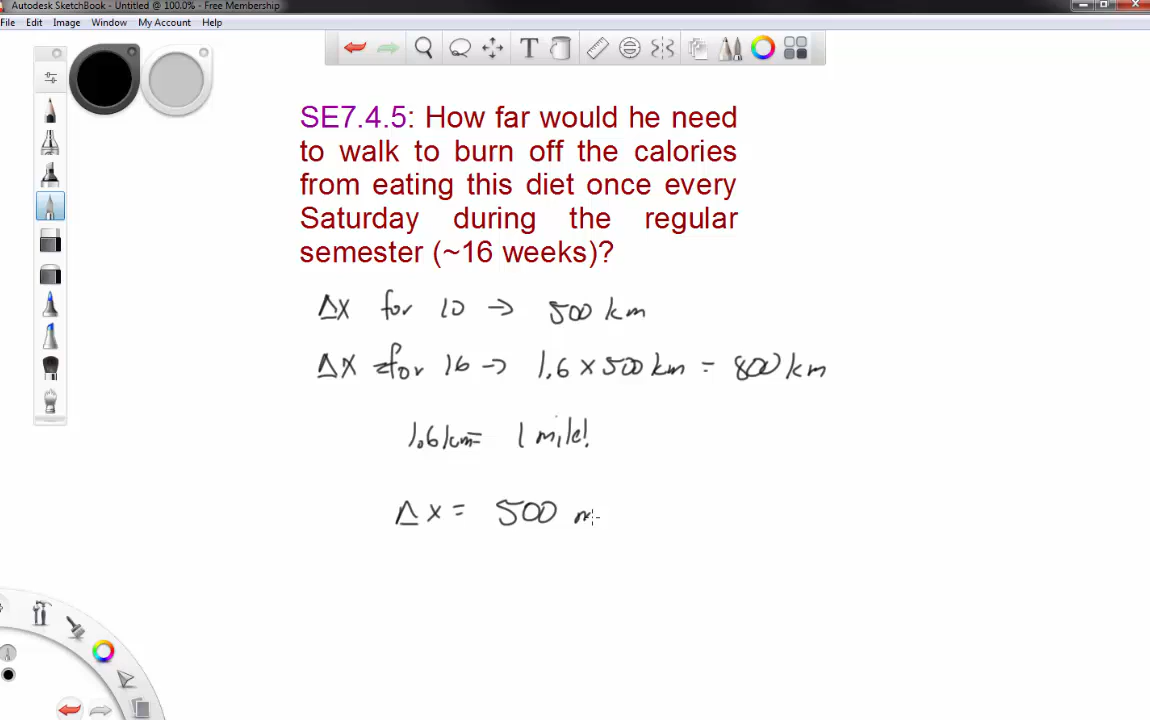 Autodesk SketchBook - Untitled @ 100.0% - Free Membership
File Edit Image Window My Account Help
SE7.4.5: How far would he need
to walk to burn off the calories
from eating this diet once every
Saturday during the regular
semester (~16 weeks)?
Δx for 10 → 500 km
Δx for 16 → 1.6 × 500 km = 800 km
1.6 km = 1 mile!
Δx = 500 m